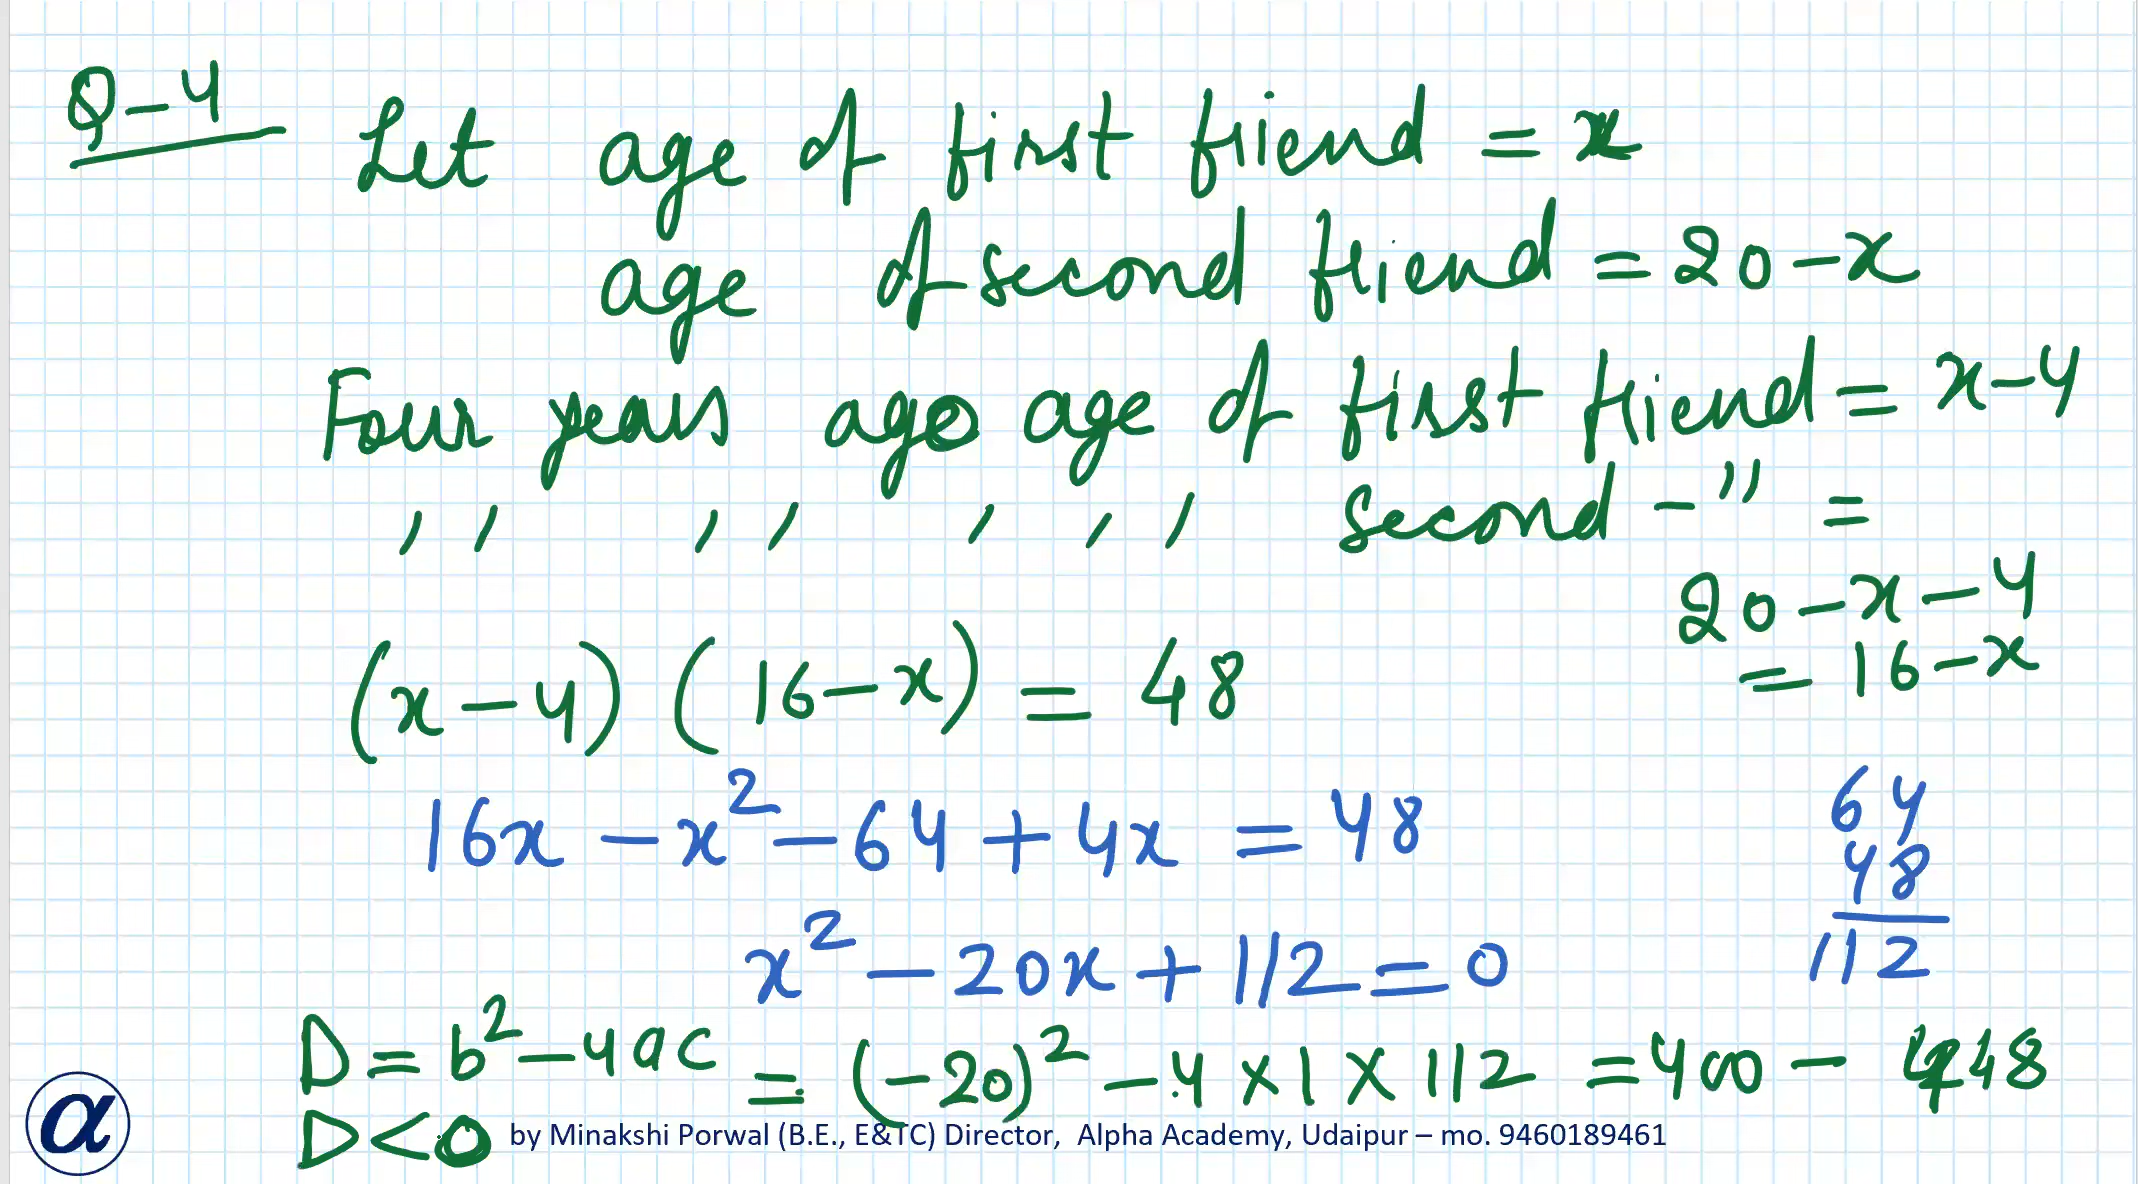 Q-4 Let age of first friend = x
age of second friend = 20-x
Four years ago age of first friend = x-4
,, ,, , ,, second -" =
20-x-4
= 16-x
(x-4) (16-x) = 48
16x - x² - 64 + 4x = 48
64
48
112
x² - 20x + 112 = 0
D = b² - 4ac = (-20)² - 4 x 1 x 112 = 400 - 448
D < 0
α by Minakshi Porwal (B.E., E&TC) Director, Alpha Academy, Udaipur – mo. 9460189461